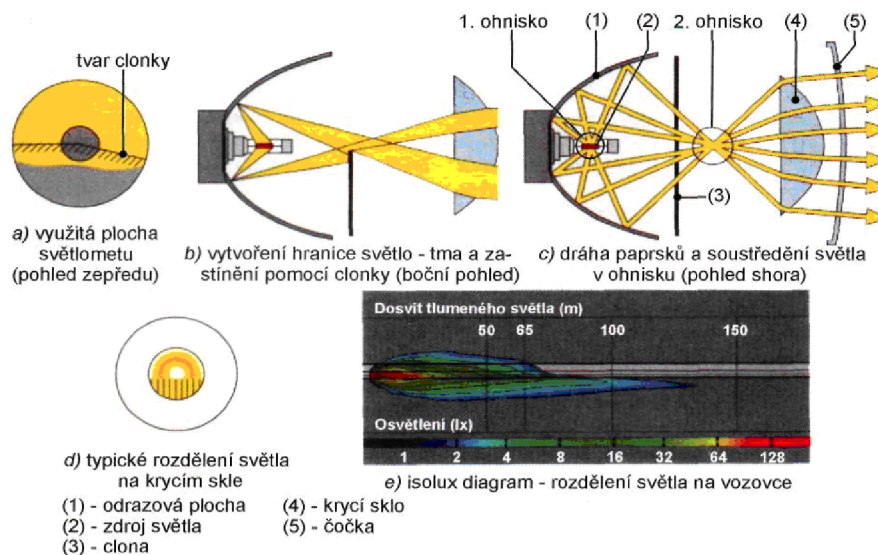 tvar clonky
1. ohnisko
(1)
(2)
2. ohnisko
(4)
(5)
(3)
a) využitá plocha
světlometu
(pohled zepředu)
b) vytvoření hranice světlo - tma a za-
stínění pomocí clonky (boční pohled)
c) dráha paprsků a soustředění světla
v ohnisku (pohled shora)
Dosvit tlumeného světla (m)
50 65 100 150
Osvětlení (lx)
1 2 4 8 16 32 64 128
d) typické rozdělení světla
na krycím skle
e) isolux diagram - rozdělení světla na vozovce
(1) - odrazová plocha
(2) - zdroj světla
(3) - clona
(4) - krycí sklo
(5) - čočka